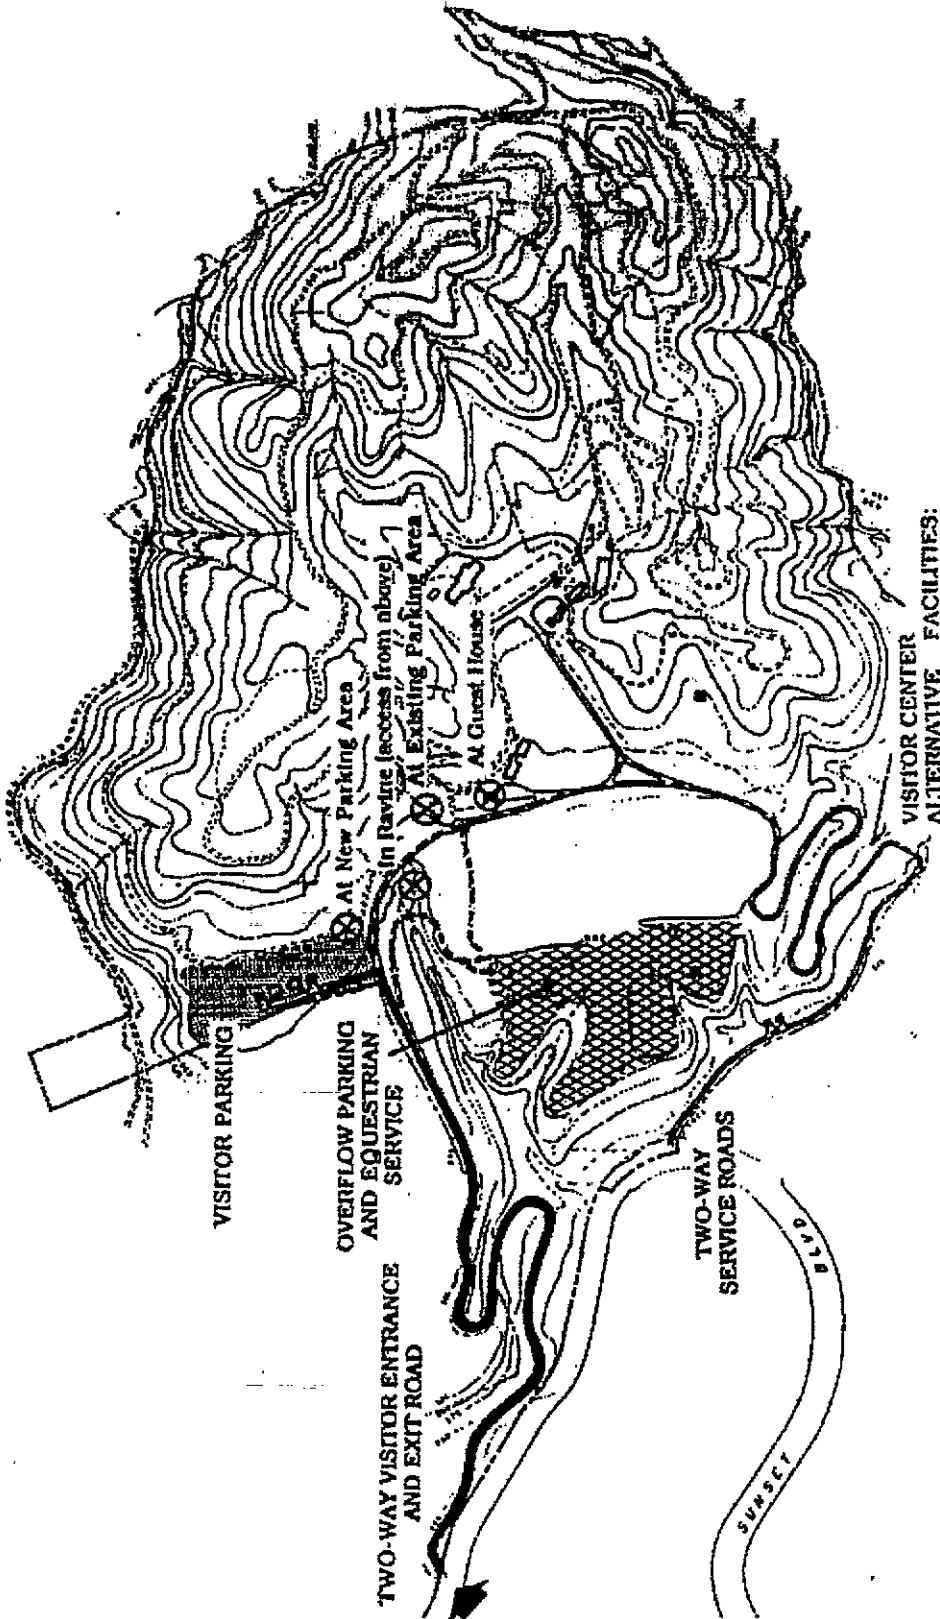 VISITOR PARKING
OVERFLOW PARKING
AND EQUESTRIAN
SERVICE
TWO-WAY VISITOR ENTRANCE
AND EXIT ROAD
At New Parking Area
In Ravine (access from above)
At Existing Parking Area
At Guest House
TWO-WAY
SERVICE ROADS
SUNSET BLVD
VISITOR CENTER
ALTERNATIVE FACILITIES: